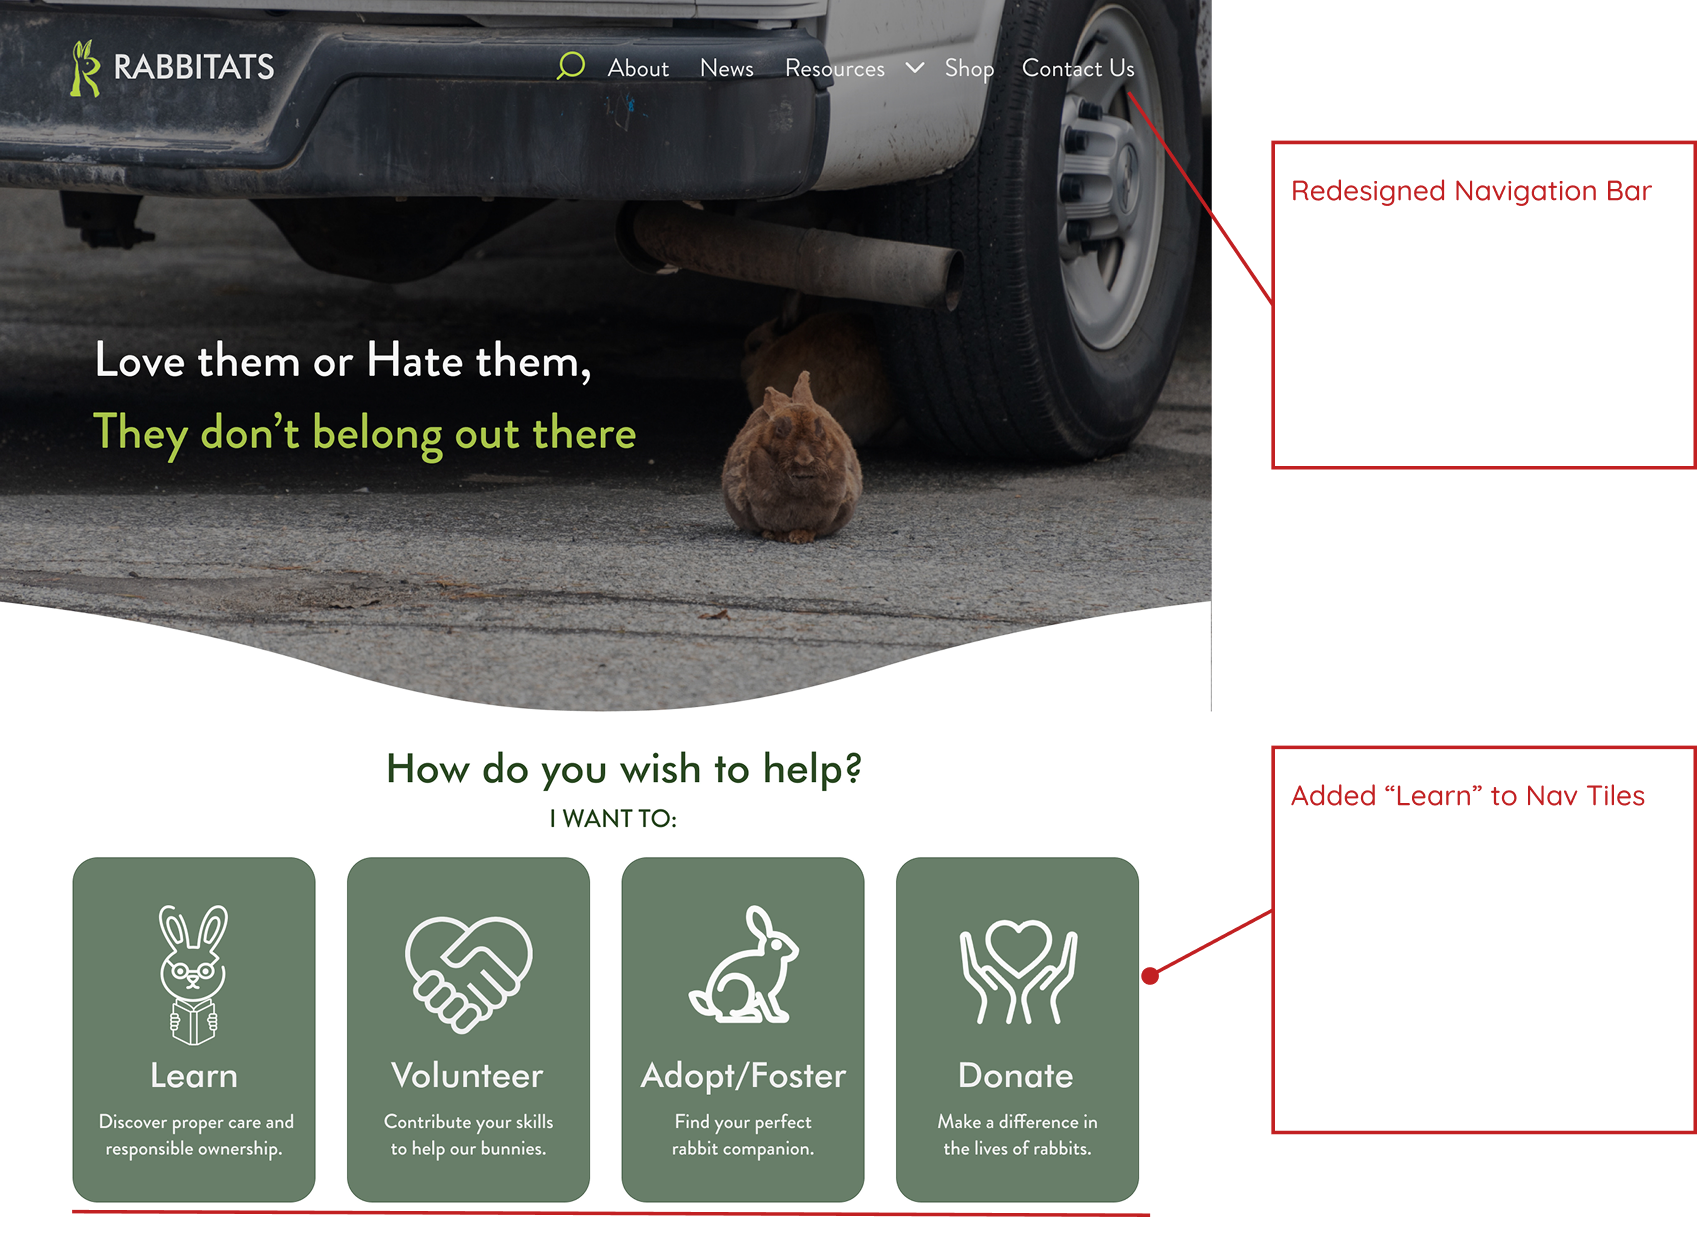 RABBITATS
About News Resources Shop Contact Us
Redesigned Navigation Bar
Love them or Hate them,
They don’t belong out there
How do you wish to help?
I WANT TO:
Added “Learn” to Nav Tiles
Learn
Discover proper care and
responsible ownership.
Volunteer
Contribute your skills
to help our bunnies.
Adopt/Foster
Find your perfect
rabbit companion.
Donate
Make a difference in
the lives of rabbits.